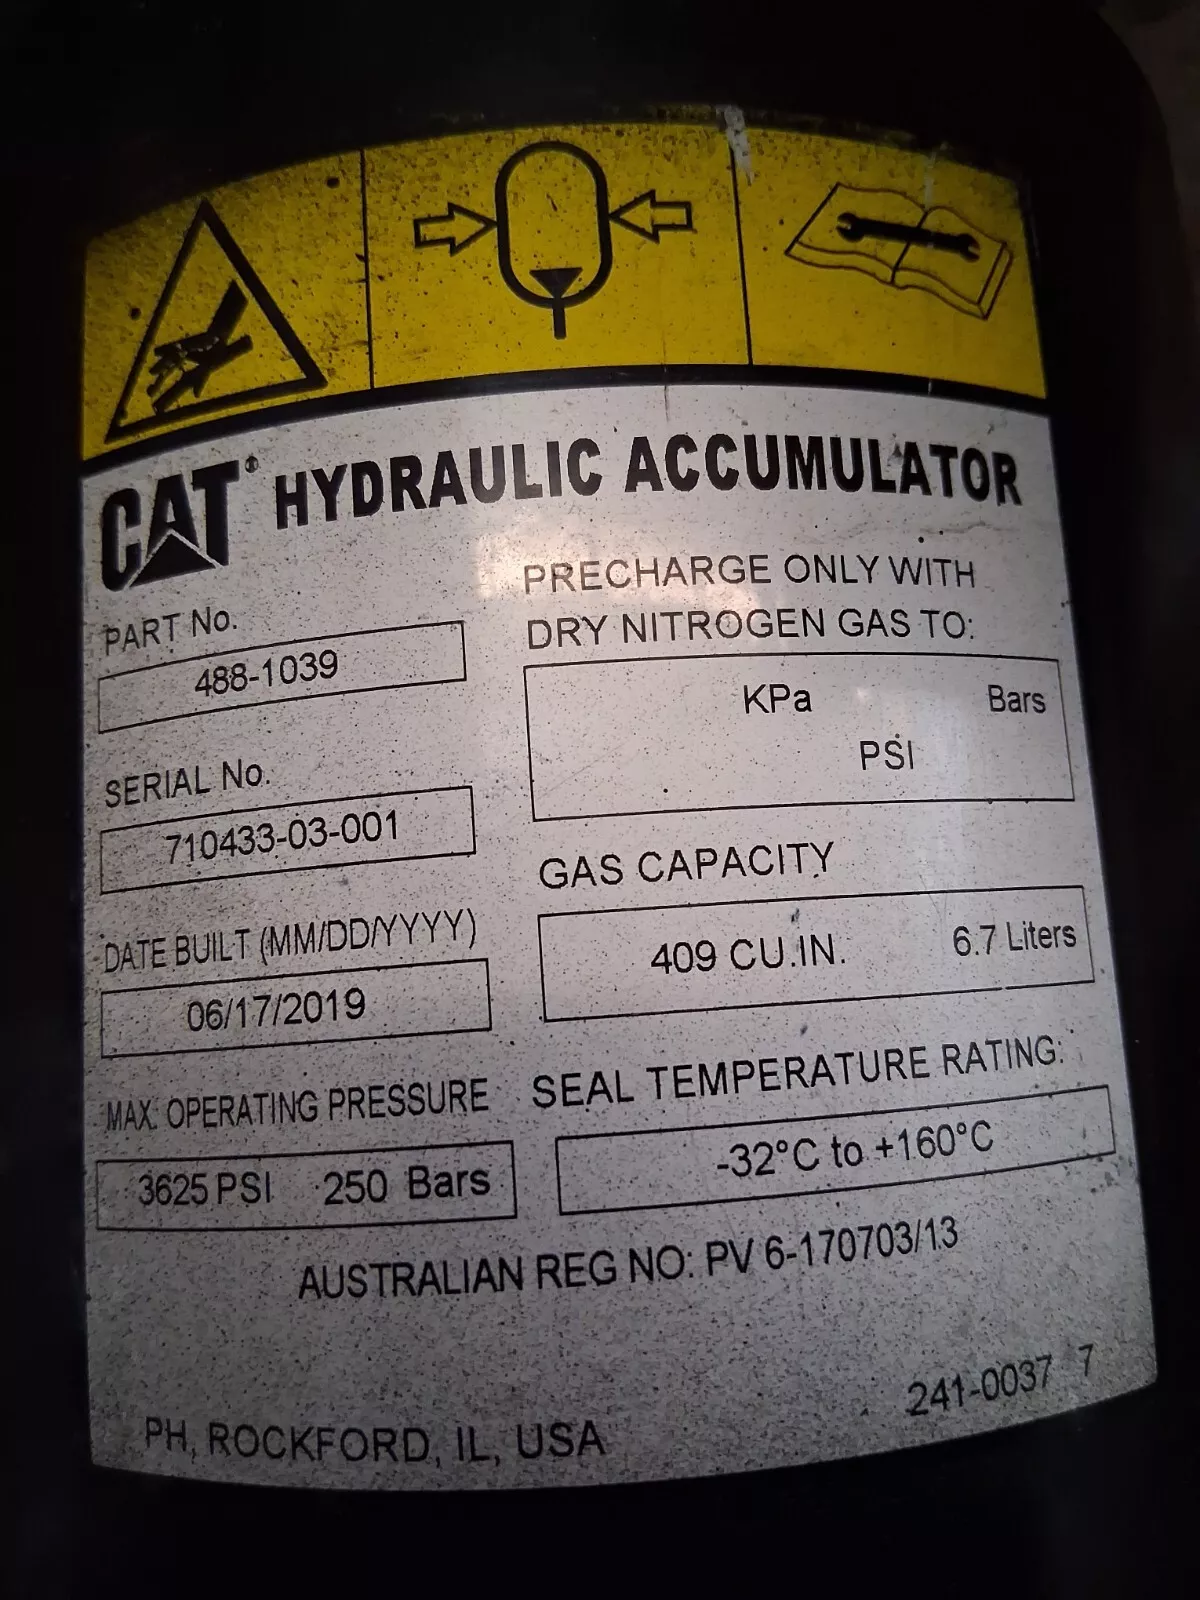 CAT® HYDRAULIC ACCUMULATOR
PART No.
488-1039
SERIAL No.
710433-03-001
DATE BUILT (MM/DD/YYYY)
06/17/2019
MAX. OPERATING PRESSURE
3625 PSI 250 Bars
PRECHARGE ONLY WITH
DRY NITROGEN GAS TO:
KPa Bars
PSI
GAS CAPACITY
409 CU.IN. 6.7 Liters
SEAL TEMPERATURE RATING:
-32°C to +160°C
AUSTRALIAN REG NO: PV 6-170703/13
241-0037 7
PH, ROCKFORD, IL, USA